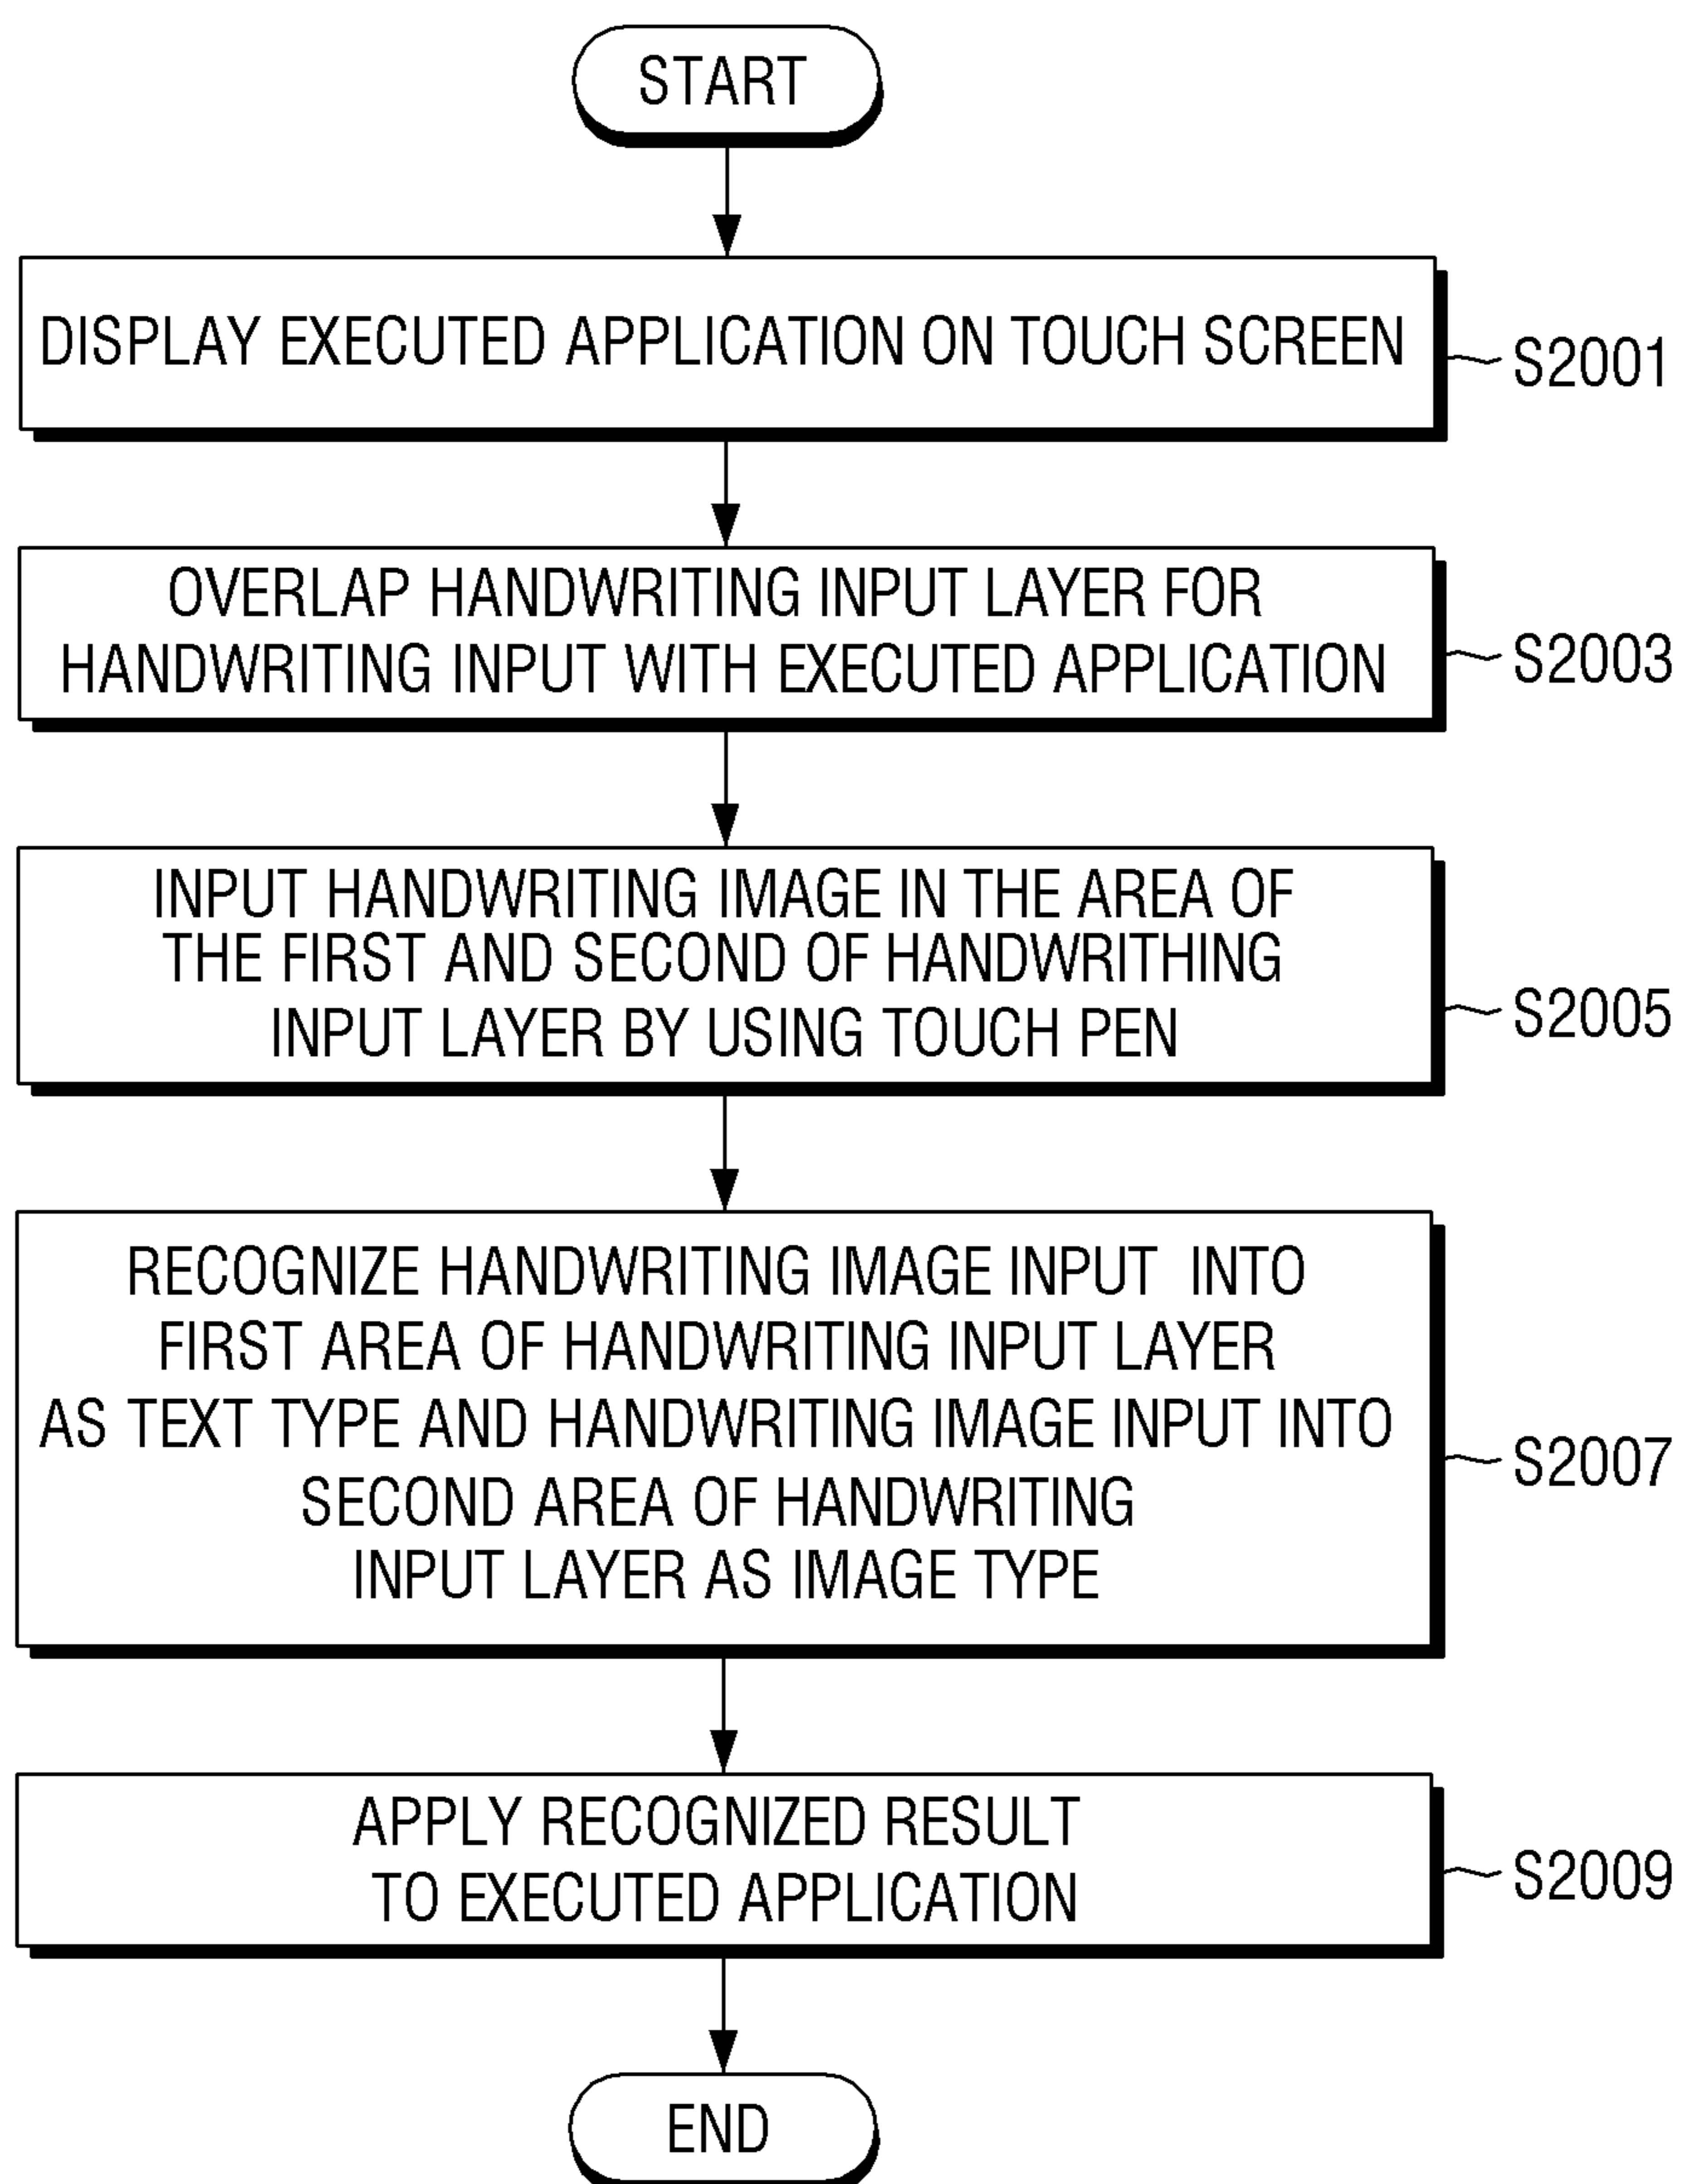 START
DISPLAY EXECUTED APPLICATION ON TOUCH SCREEN
S2001
OVERLAP HANDWRITING INPUT LAYER FOR
HANDWRITING INPUT WITH EXECUTED APPLICATION
S2003
INPUT HANDWRITING IMAGE IN THE AREA OF
THE FIRST AND SECOND OF HANDWRITHING
INPUT LAYER BY USING TOUCH PEN
S2005
RECOGNIZE HANDWRITING IMAGE INPUT INTO
FIRST AREA OF HANDWRITING INPUT LAYER
AS TEXT TYPE AND HANDWRITING IMAGE INPUT INTO
SECOND AREA OF HANDWRITING
INPUT LAYER AS IMAGE TYPE
S2007
APPLY RECOGNIZED RESULT
TO EXECUTED APPLICATION
S2009
END